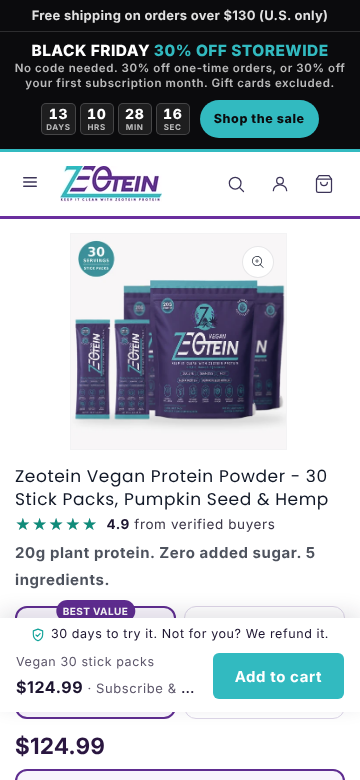 Free shipping on orders over $130 (U.S. only)
BLACK FRIDAY 30% OFF STOREWIDE
No code needed. 30% off one-time orders, or 30% off
your first subscription month. Gift cards excluded.
13 10 28 16
DAYS HRS MIN SEC
Shop the sale
ZEOTEIN
KEEP IT CLEAN WITH ZEOTEIN PROTEIN
30
SERVINGS
STICK PACKS
VEGAN
ZEOTEIN
ZEOTEIN
ZEOTEIN
Zeotein Vegan Protein Powder - 30
Stick Packs, Pumpkin Seed & Hemp
★★★★★ 4.9 from verified buyers
20g plant protein. Zero added sugar. 5
ingredients.
BEST VALUE
30 days to try it. Not for you? We refund it.
Vegan 30 stick packs
$124.99 · Subscribe & ...
Add to cart
$124.99